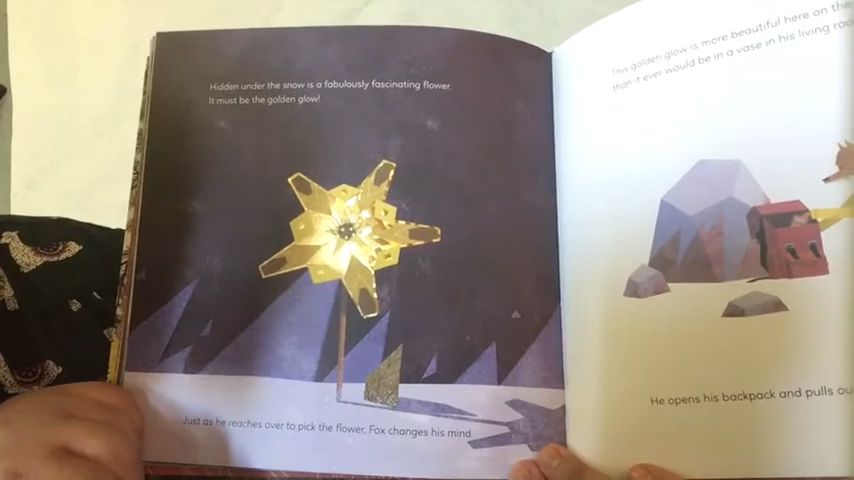 Hidden under the snow is a fabulously fascinating flower.
It must be the golden glow!
Just as he reaches over to pick the flower, Fox changes his mind
This golden glow is more beautiful here on the
than it ever would be in a vase in his living
He opens his backpack and pulls